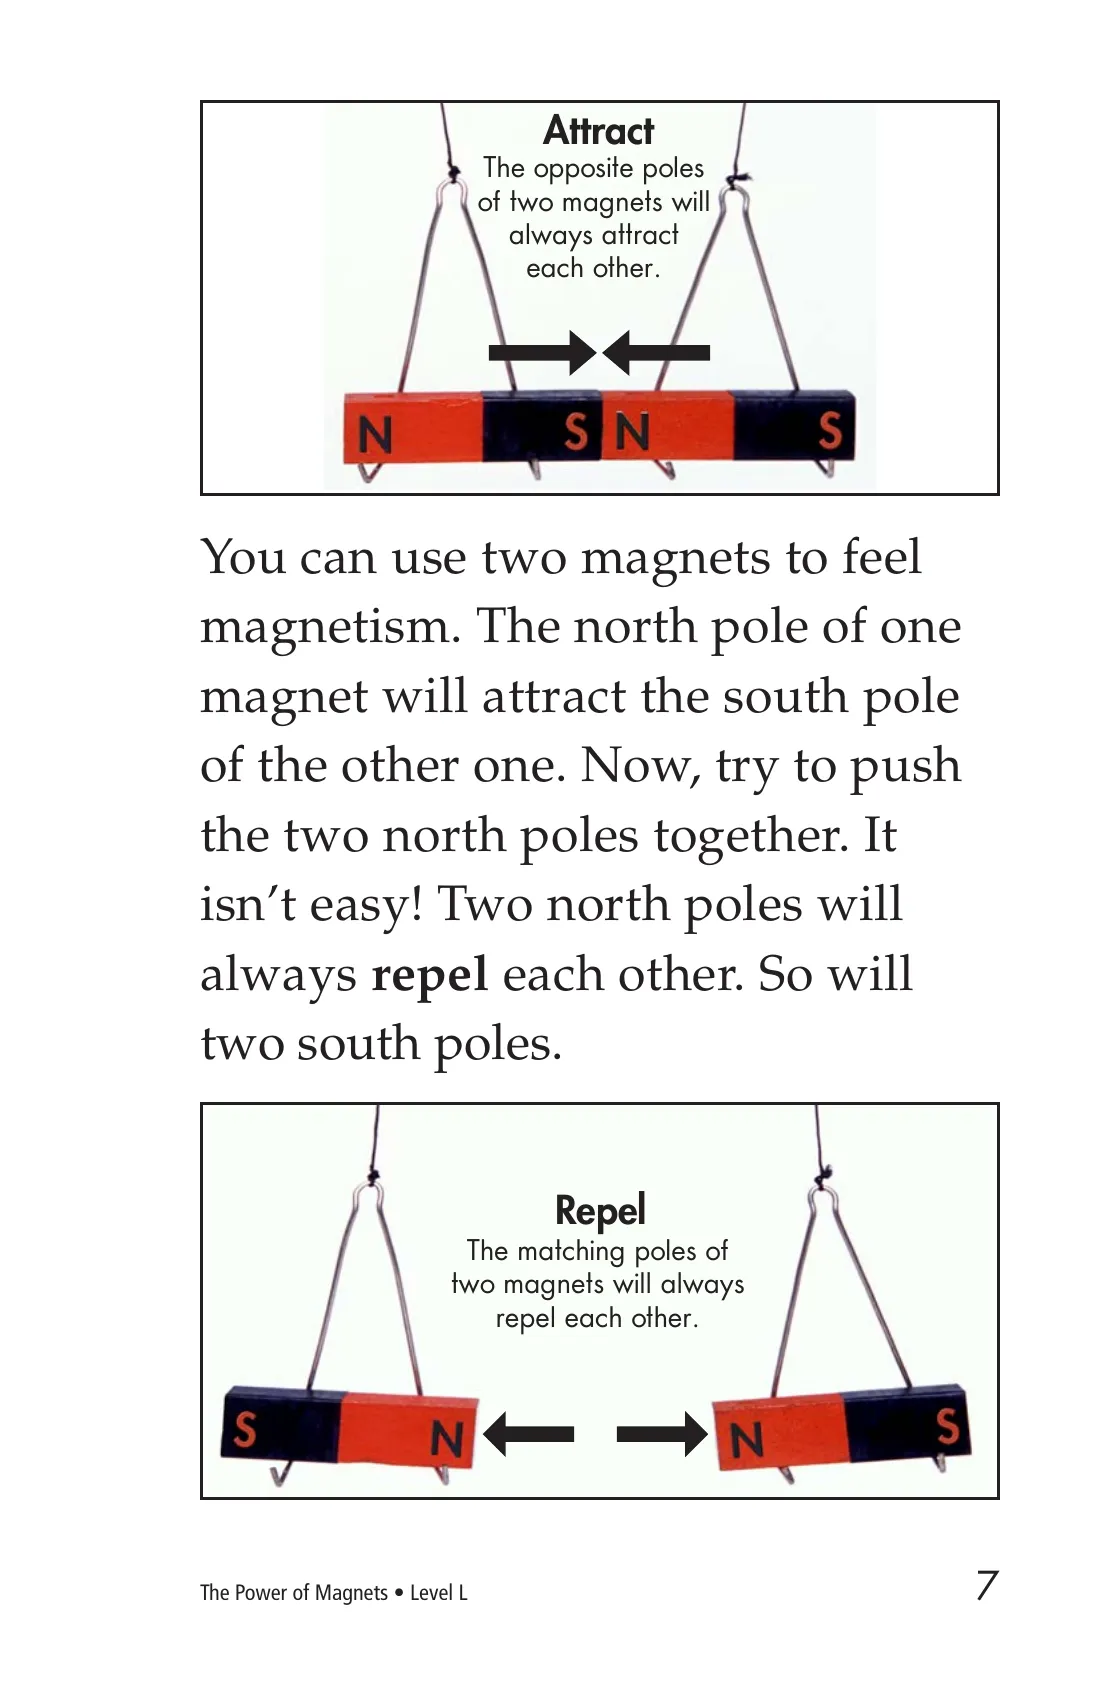 Attract
The opposite poles
of two magnets will
always attract
each other.
N S N S
You can use two magnets to feel
magnetism. The north pole of one
magnet will attract the south pole
of the other one. Now, try to push
the two north poles together. It
isn’t easy! Two north poles will
always repel each other. So will
two south poles.
Repel
The matching poles of
two magnets will always
repel each other.
S N N S
The Power of Magnets • Level L 7